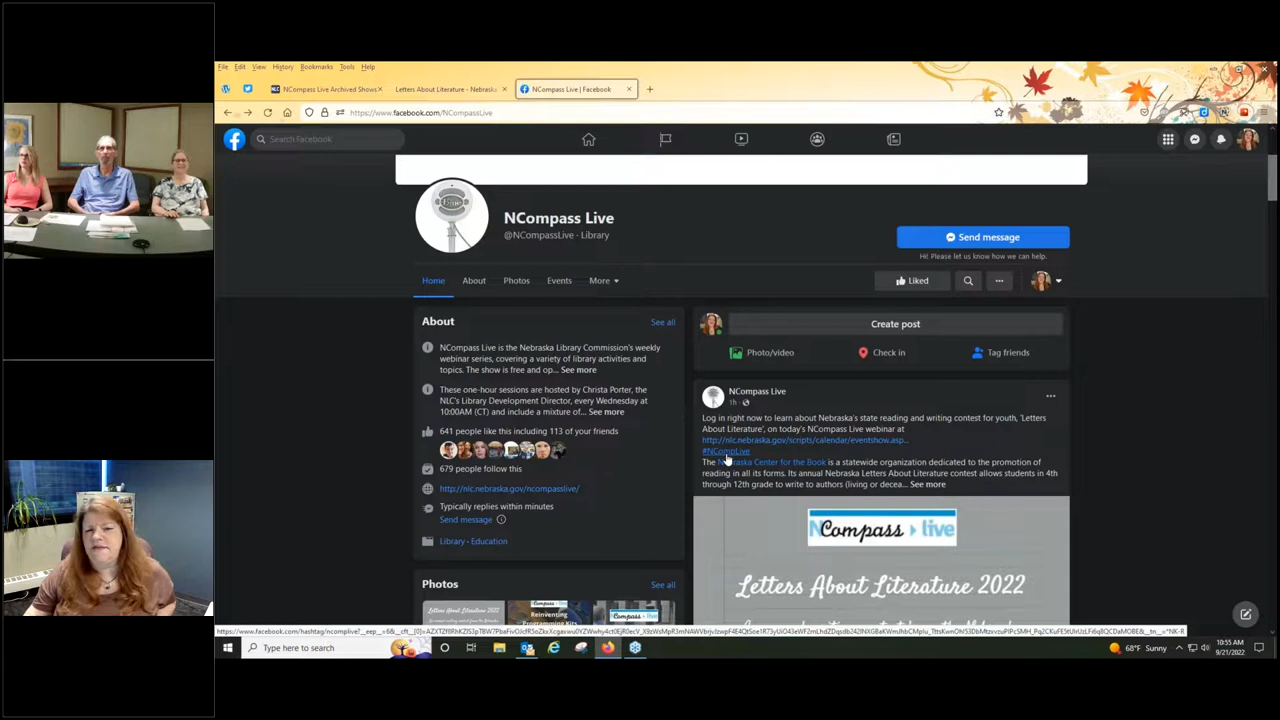 File Edit View History Bookmarks Tools Help
NCompass Live Archived Shows
Letters About Literature - Nebraska
NCompass Live | Facebook
https://www.facebook.com/NCompassLive
Search Facebook
NCompass Live
@NCompassLive · Library
Send message
Hi! Please let us know how we can help.
Home About Photos Events More
Liked
About
See all
NCompass Live is the Nebraska Library Commission's weekly
webinar series, covering a variety of library activities and
topics. The show is free and op... See more
These one-hour sessions are hosted by Christa Porter, the
NLC's Library Development Director, every Wednesday at
10:00AM (CT) and include a mixture of... See more
641 people like this including 113 of your friends
679 people follow this
http://nlc.nebraska.gov/ncompasslive/
Typically replies within minutes
Send message
Library · Education
Photos
See all
Create post
Photo/video
Check in
Tag friends
NCompass Live
1h
Log in right now to learn about Nebraska's state reading and writing contest for youth, 'Letters
About Literature', on today's NCompass Live webinar at
http://nlc.nebraska.gov/scripts/calendar/eventshow.asp...
#NCompLive
The Nebraska Center for the Book is a statewide organization dedicated to the promotion of
reading in all its forms. Its annual Nebraska Letters About Literature contest allows students in 4th
through 12th grade to write to authors (living or decea... See more
NCompass live
Letters About Literature 2022
Type here to search
68°F Sunny
10:55 AM
9/21/2022